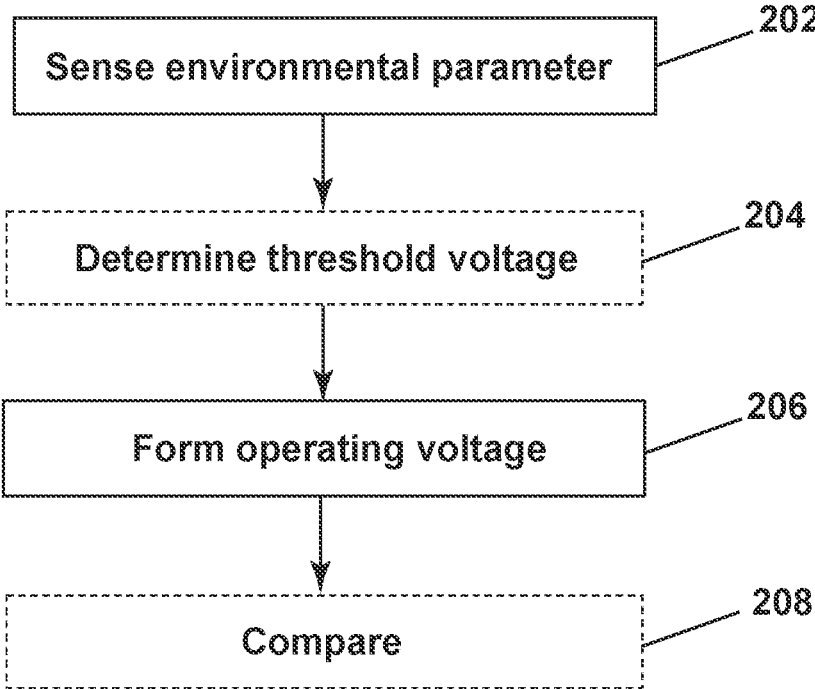 202
Sense environmental parameter
204
Determine threshold voltage
206
Form operating voltage
208
Compare